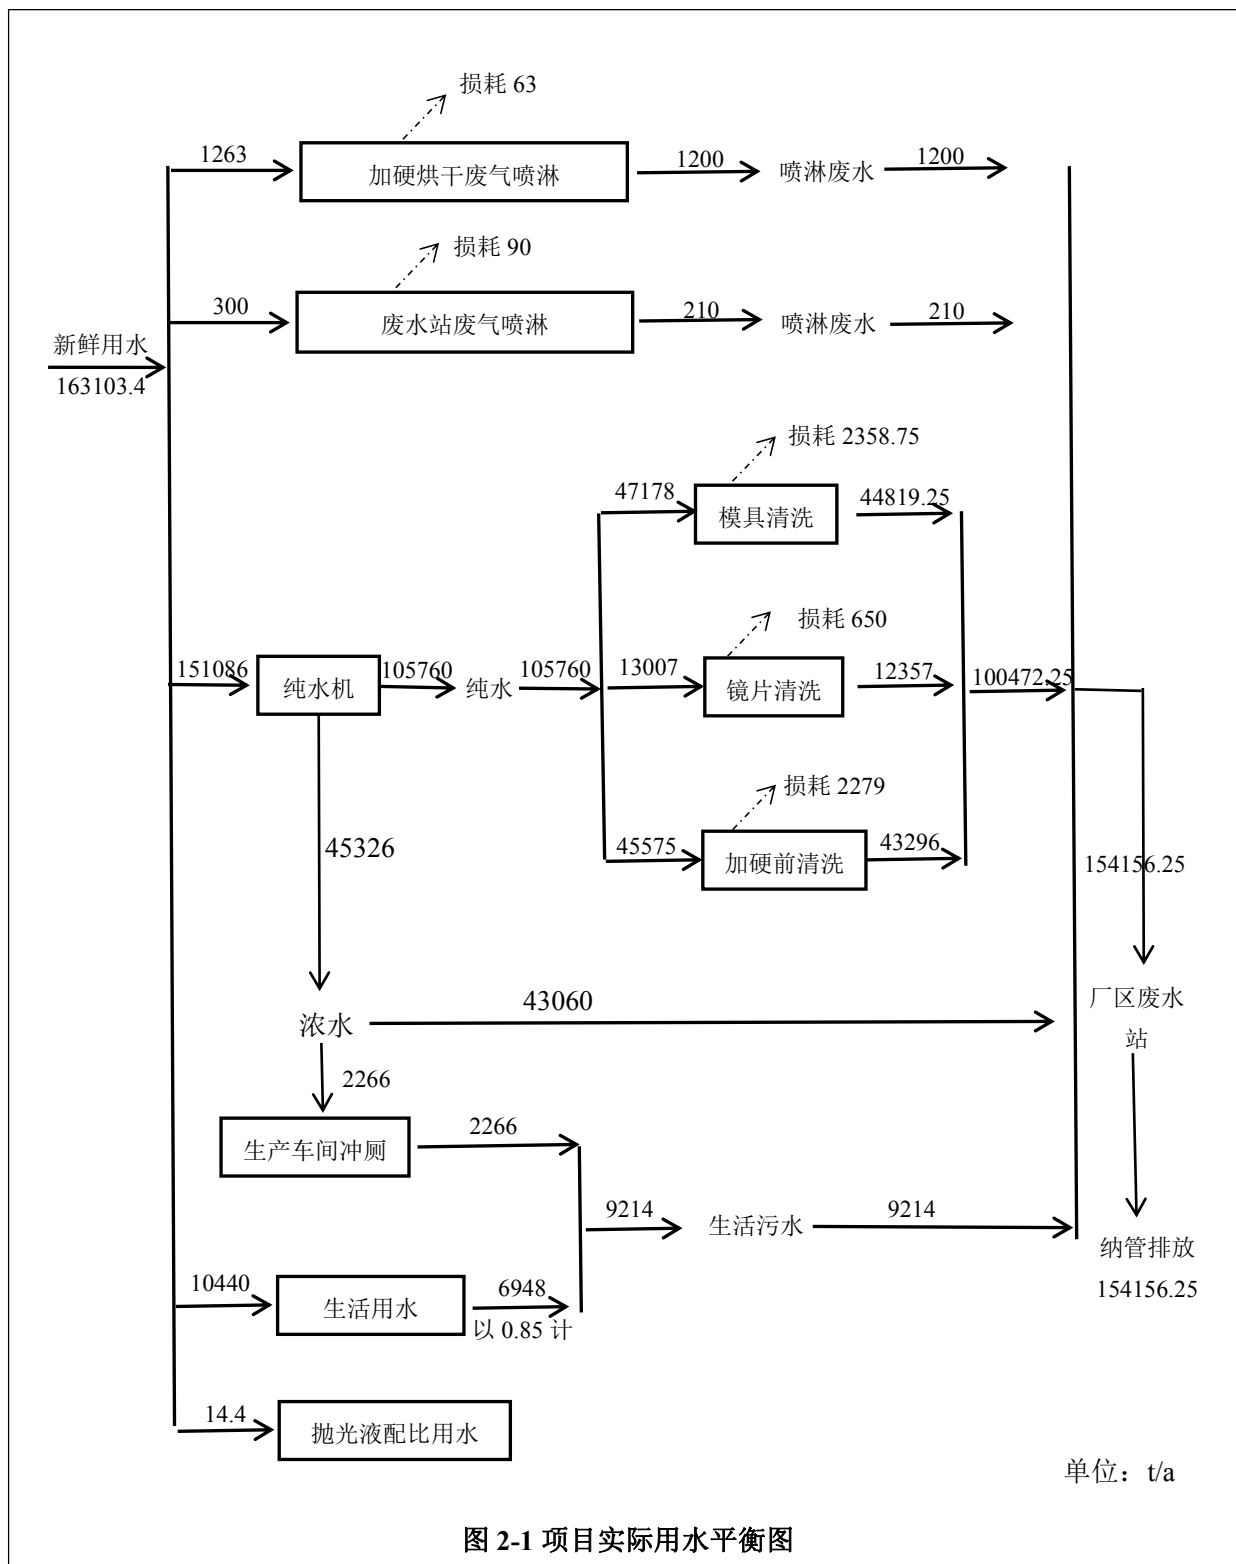 损耗 63
1263
加硬烘干废气喷淋
1200
喷淋废水
1200
损耗 90
300
废水站废气喷淋
210
喷淋废水
210
新鲜用水
163103.4
损耗 2358.75
47178
模具清洗
44819.25
损耗 650
151086
纯水机
105760
纯水
105760
13007
镜片清洗
12357
100472.25
损耗 2279
45575
加硬前清洗
43296
45326
154156.25
浓水
43060
厂区废水
站
2266
生产车间冲厕
2266
9214
生活污水
9214
纳管排放
154156.25
10440
生活用水
6948
以 0.85 计
14.4
抛光液配比用水
单位：t/a
图 2-1 项目实际用水平衡图